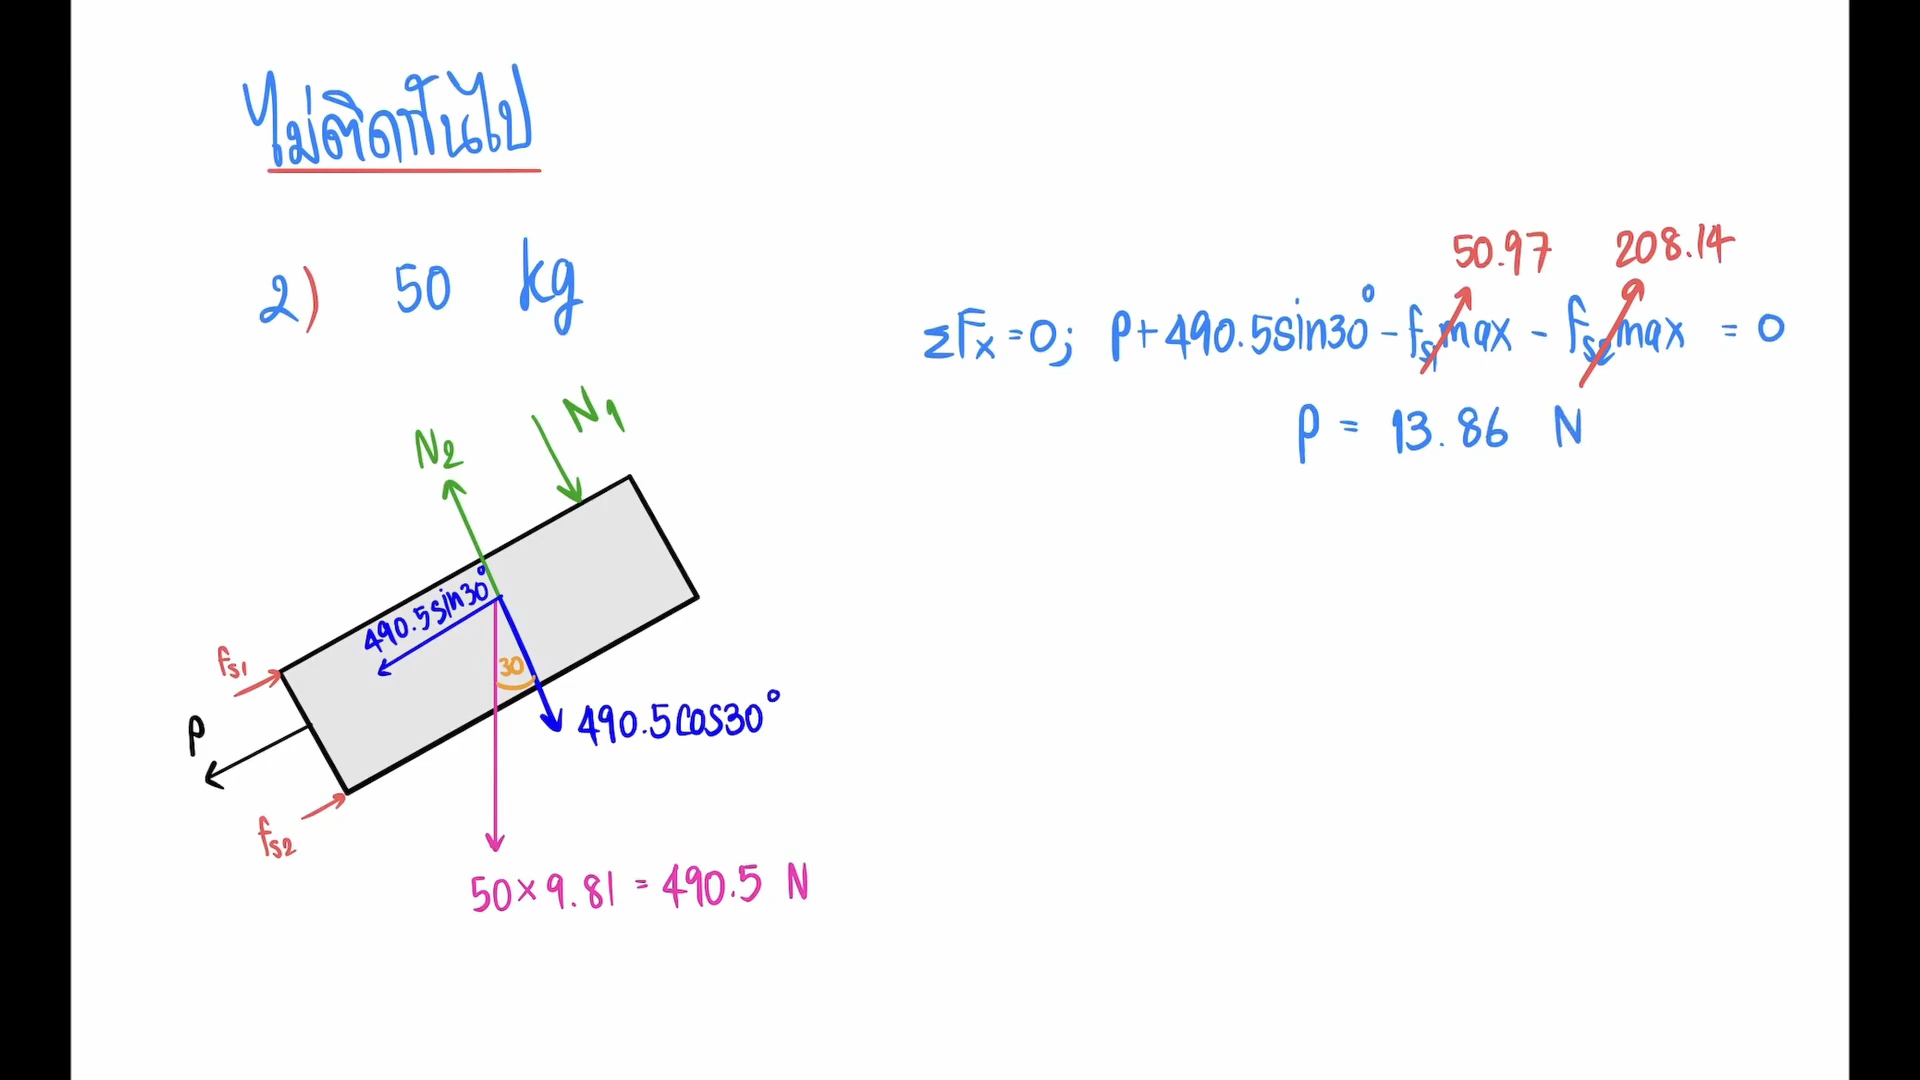 ไม่ติดกันไป
2) 50 kg
50.97 208.14
ΣFx = 0; P + 490.5sin30° - fs1max - fs2max = 0
P = 13.86 N
N1
N2
490.5sin30°
30
fs1
P
490.5cos30°
fs2
50 × 9.81 = 490.5 N